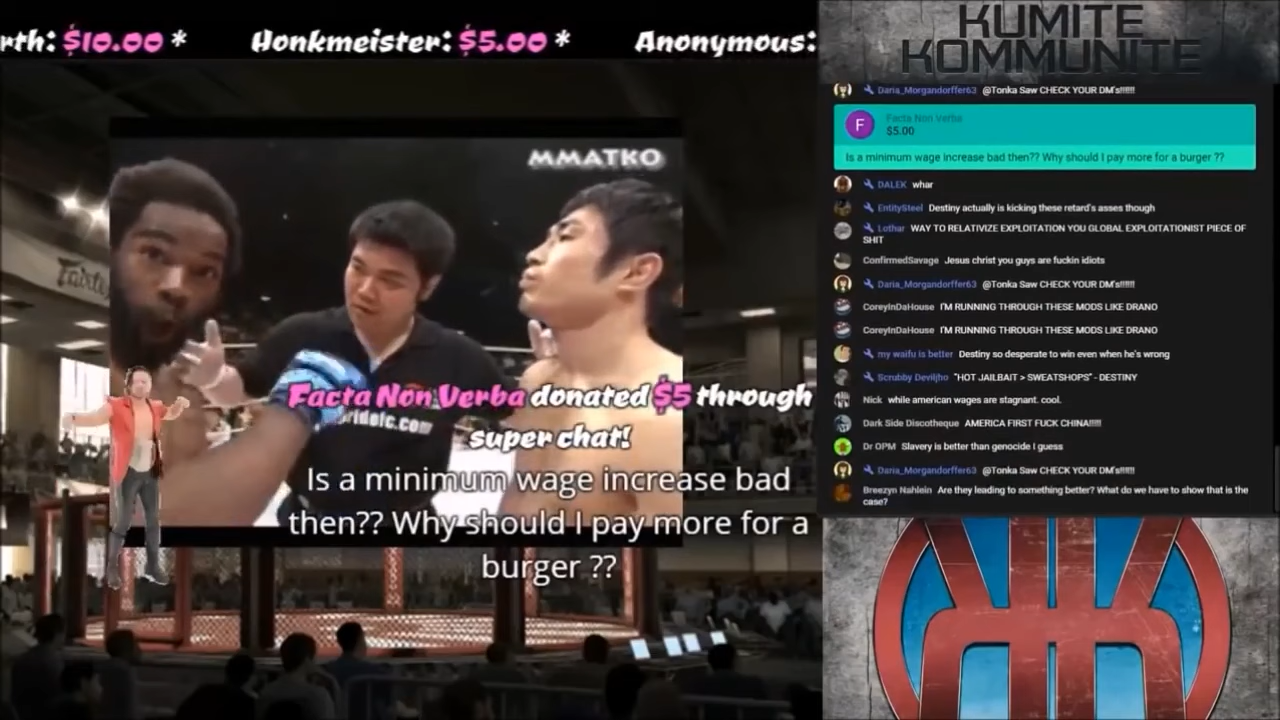 rth: $10.00 * Honkmeister: $5.00 * Anonymous:
KUMITE
KOMMUNITE
MMATKO
Fairtex
ridefc.com
Facta Non Verba donated $5 through
super chat!
Is a minimum wage increase bad
then?? Why should I pay more for a
burger ??
Daria_Morgandorffer63 @Tonka Saw CHECK YOUR DM's!!!!!!
F
Facta Non Verba
$5.00
Is a minimum wage increase bad then?? Why should I pay more for a burger ??
DALEK whar
EntitySteel Destiny actually is kicking these retard's asses though
Lothar WAY TO RELATIVIZE EXPLOITATION YOU GLOBAL EXPLOITATIONIST PIECE OF
SHIT
ConfirmedSavage Jesus christ you guys are fuckin idiots
Daria_Morgandorffer63 @Tonka Saw CHECK YOUR DM's!!!!!!
CoreyInDaHouse I'M RUNNING THROUGH THESE MODS LIKE DRANO
CoreyInDaHouse I'M RUNNING THROUGH THESE MODS LIKE DRANO
my waifu is better Destiny so desperate to win even when he's wrong
Scrubby Deviljho "HOT JAILBAIT > SWEATSHOPS" - DESTINY
Nick while american wages are stagnant. cool.
Dark Side Discotheque AMERICA FIRST FUCK CHINA!!!!!
Dr OPM Slavery is better than genocide I guess
Daria_Morgandorffer63 @Tonka Saw CHECK YOUR DM's!!!!!!
Breezyn Nahlein Are they leading to something better? What do we have to show that is the
case?